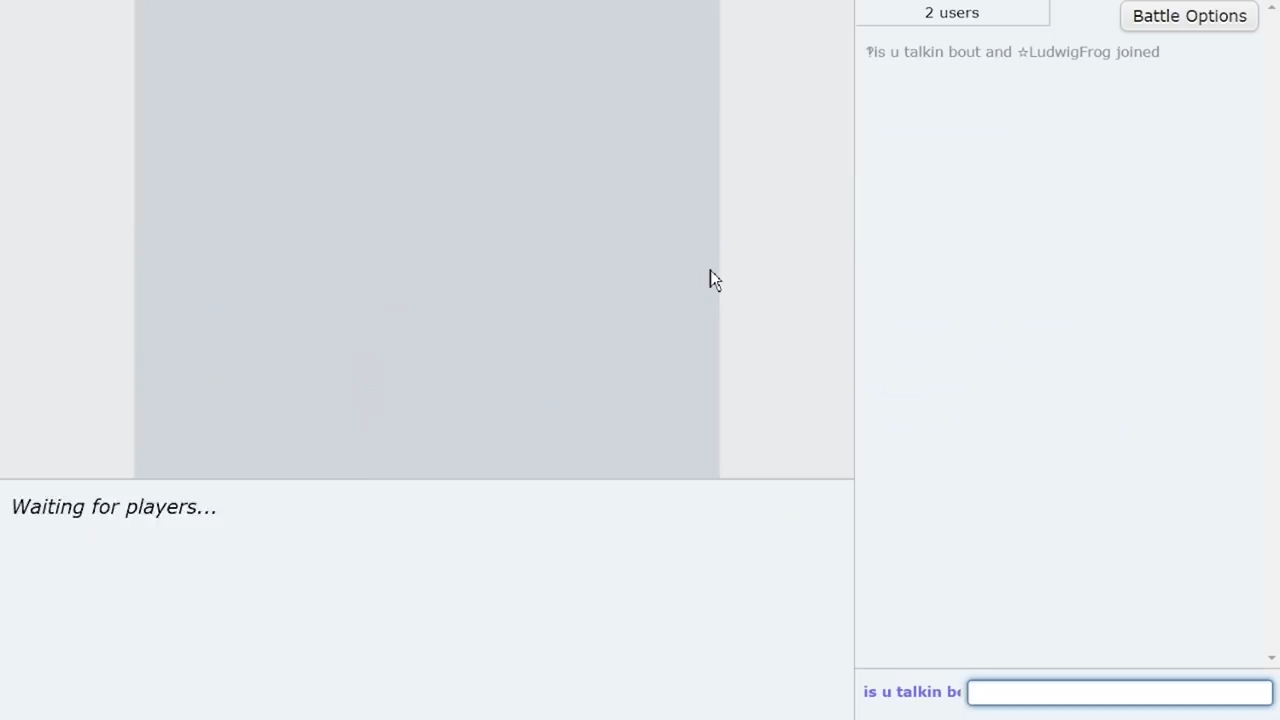 2 users
Battle Options
‽is u talkin bout and ☆LudwigFrog joined
Waiting for players...
is u talkin